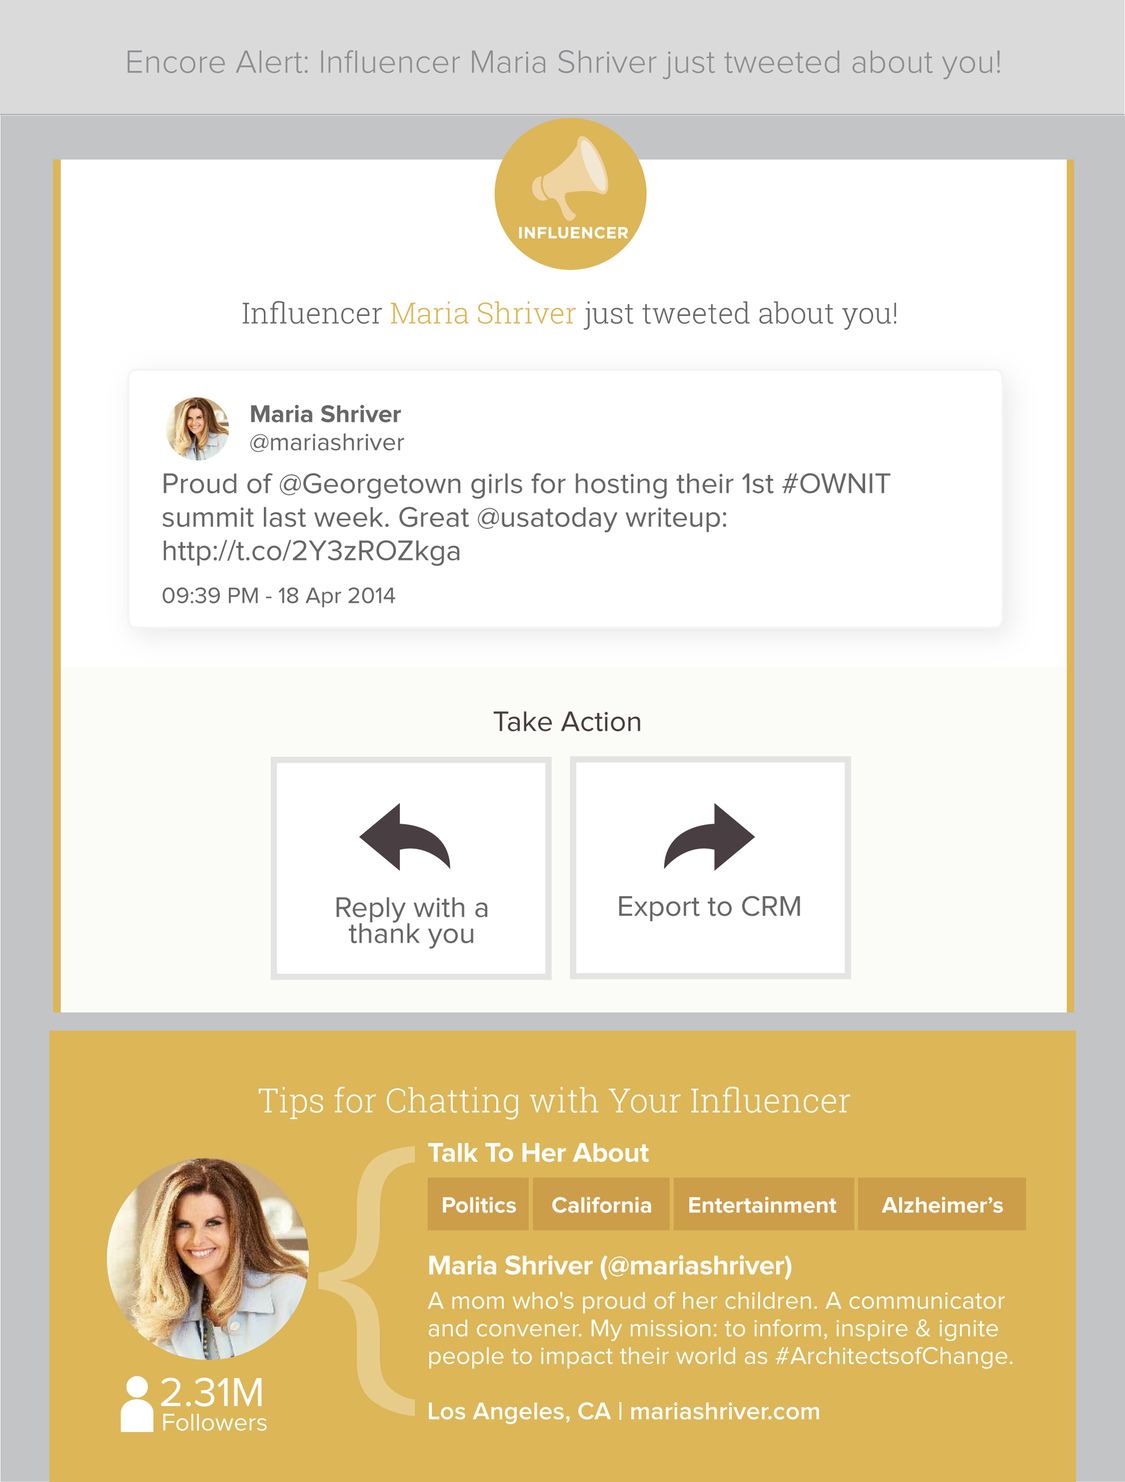 Encore Alert: Influencer Maria Shriver just tweeted about you!
INFLUENCER
Influencer Maria Shriver just tweeted about you!
Maria Shriver
@mariashriver
Proud of @Georgetown girls for hosting their 1st #OWNIT
summit last week. Great @usatoday writeup:
http://t.co/2Y3zROZkga
09:39 PM - 18 Apr 2014
Take Action
Reply with a
thank you
Export to CRM
Tips for Chatting with Your Influencer
Talk To Her About
Politics California Entertainment Alzheimer’s
Maria Shriver (@mariashriver)
A mom who's proud of her children. A communicator
and convener. My mission: to inform, inspire & ignite
people to impact their world as #ArchitectsofChange.
Los Angeles, CA | mariashriver.com
2.31M
Followers